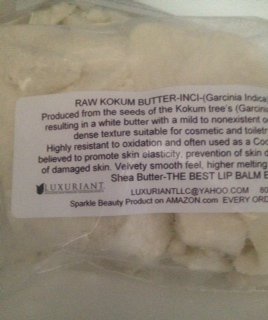 RAW KOKUM BUTTER-INCI-(Garcinia Indica
Produced from the seeds of the Kokum tree's (Garcini
resulting in a white butter with a mild to nonexistent o
dense texture suitable for cosmetic and toiletr
Highly resistant to oxidation and often used as a Coc
believed to promote skin elasticity, prevention of skin d
of damaged skin. Velvety smooth feel, higher melting
Shea Butter-THE BEST LIP BALM B
LUXURIANT
LUXURIANTLLC@YAHOO.COM 80
Sparkle Beauty Product on AMAZON.com EVERY ORD